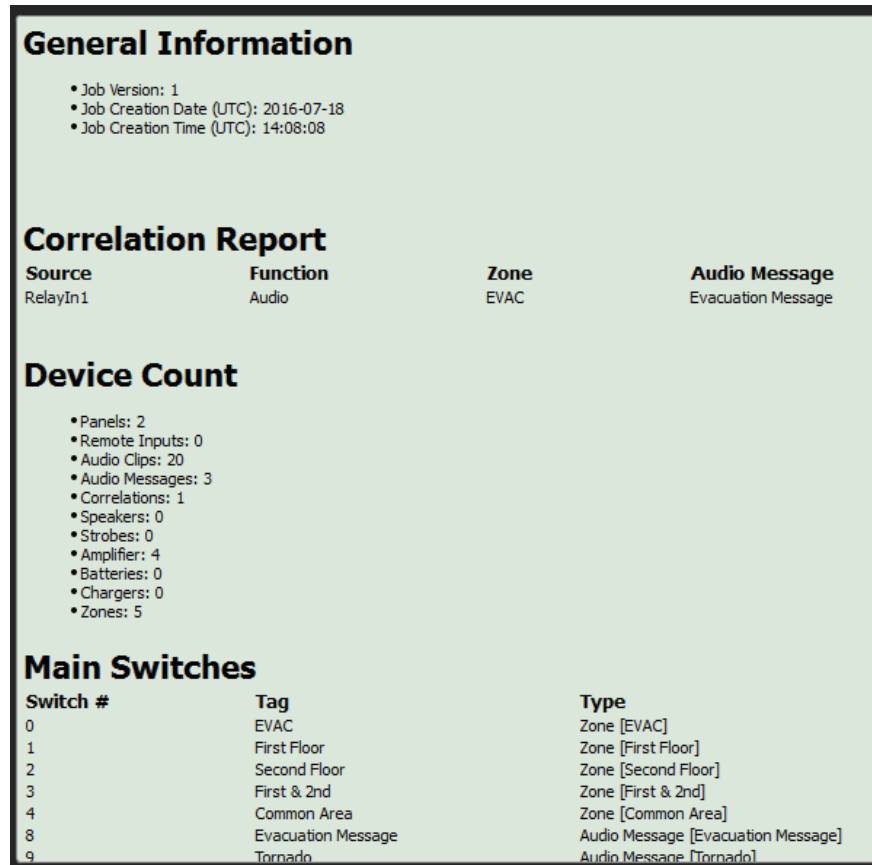 General Information
• Job Version: 1
• Job Creation Date (UTC): 2016-07-18
• Job Creation Time (UTC): 14:08:08
Correlation Report
Source Function Zone Audio Message
RelayIn1 Audio EVAC Evacuation Message
Device Count
• Panels: 2
• Remote Inputs: 0
• Audio Clips: 20
• Audio Messages: 3
• Correlations: 1
• Speakers: 0
• Strobes: 0
• Amplifier: 4
• Batteries: 0
• Chargers: 0
• Zones: 5
Main Switches
Switch # Tag Type
0 EVAC Zone [EVAC]
1 First Floor Zone [First Floor]
2 Second Floor Zone [Second Floor]
3 First & 2nd Zone [First & 2nd]
4 Common Area Zone [Common Area]
8 Evacuation Message Audio Message [Evacuation Message]
9 Tornado Audio Message [Tornado]